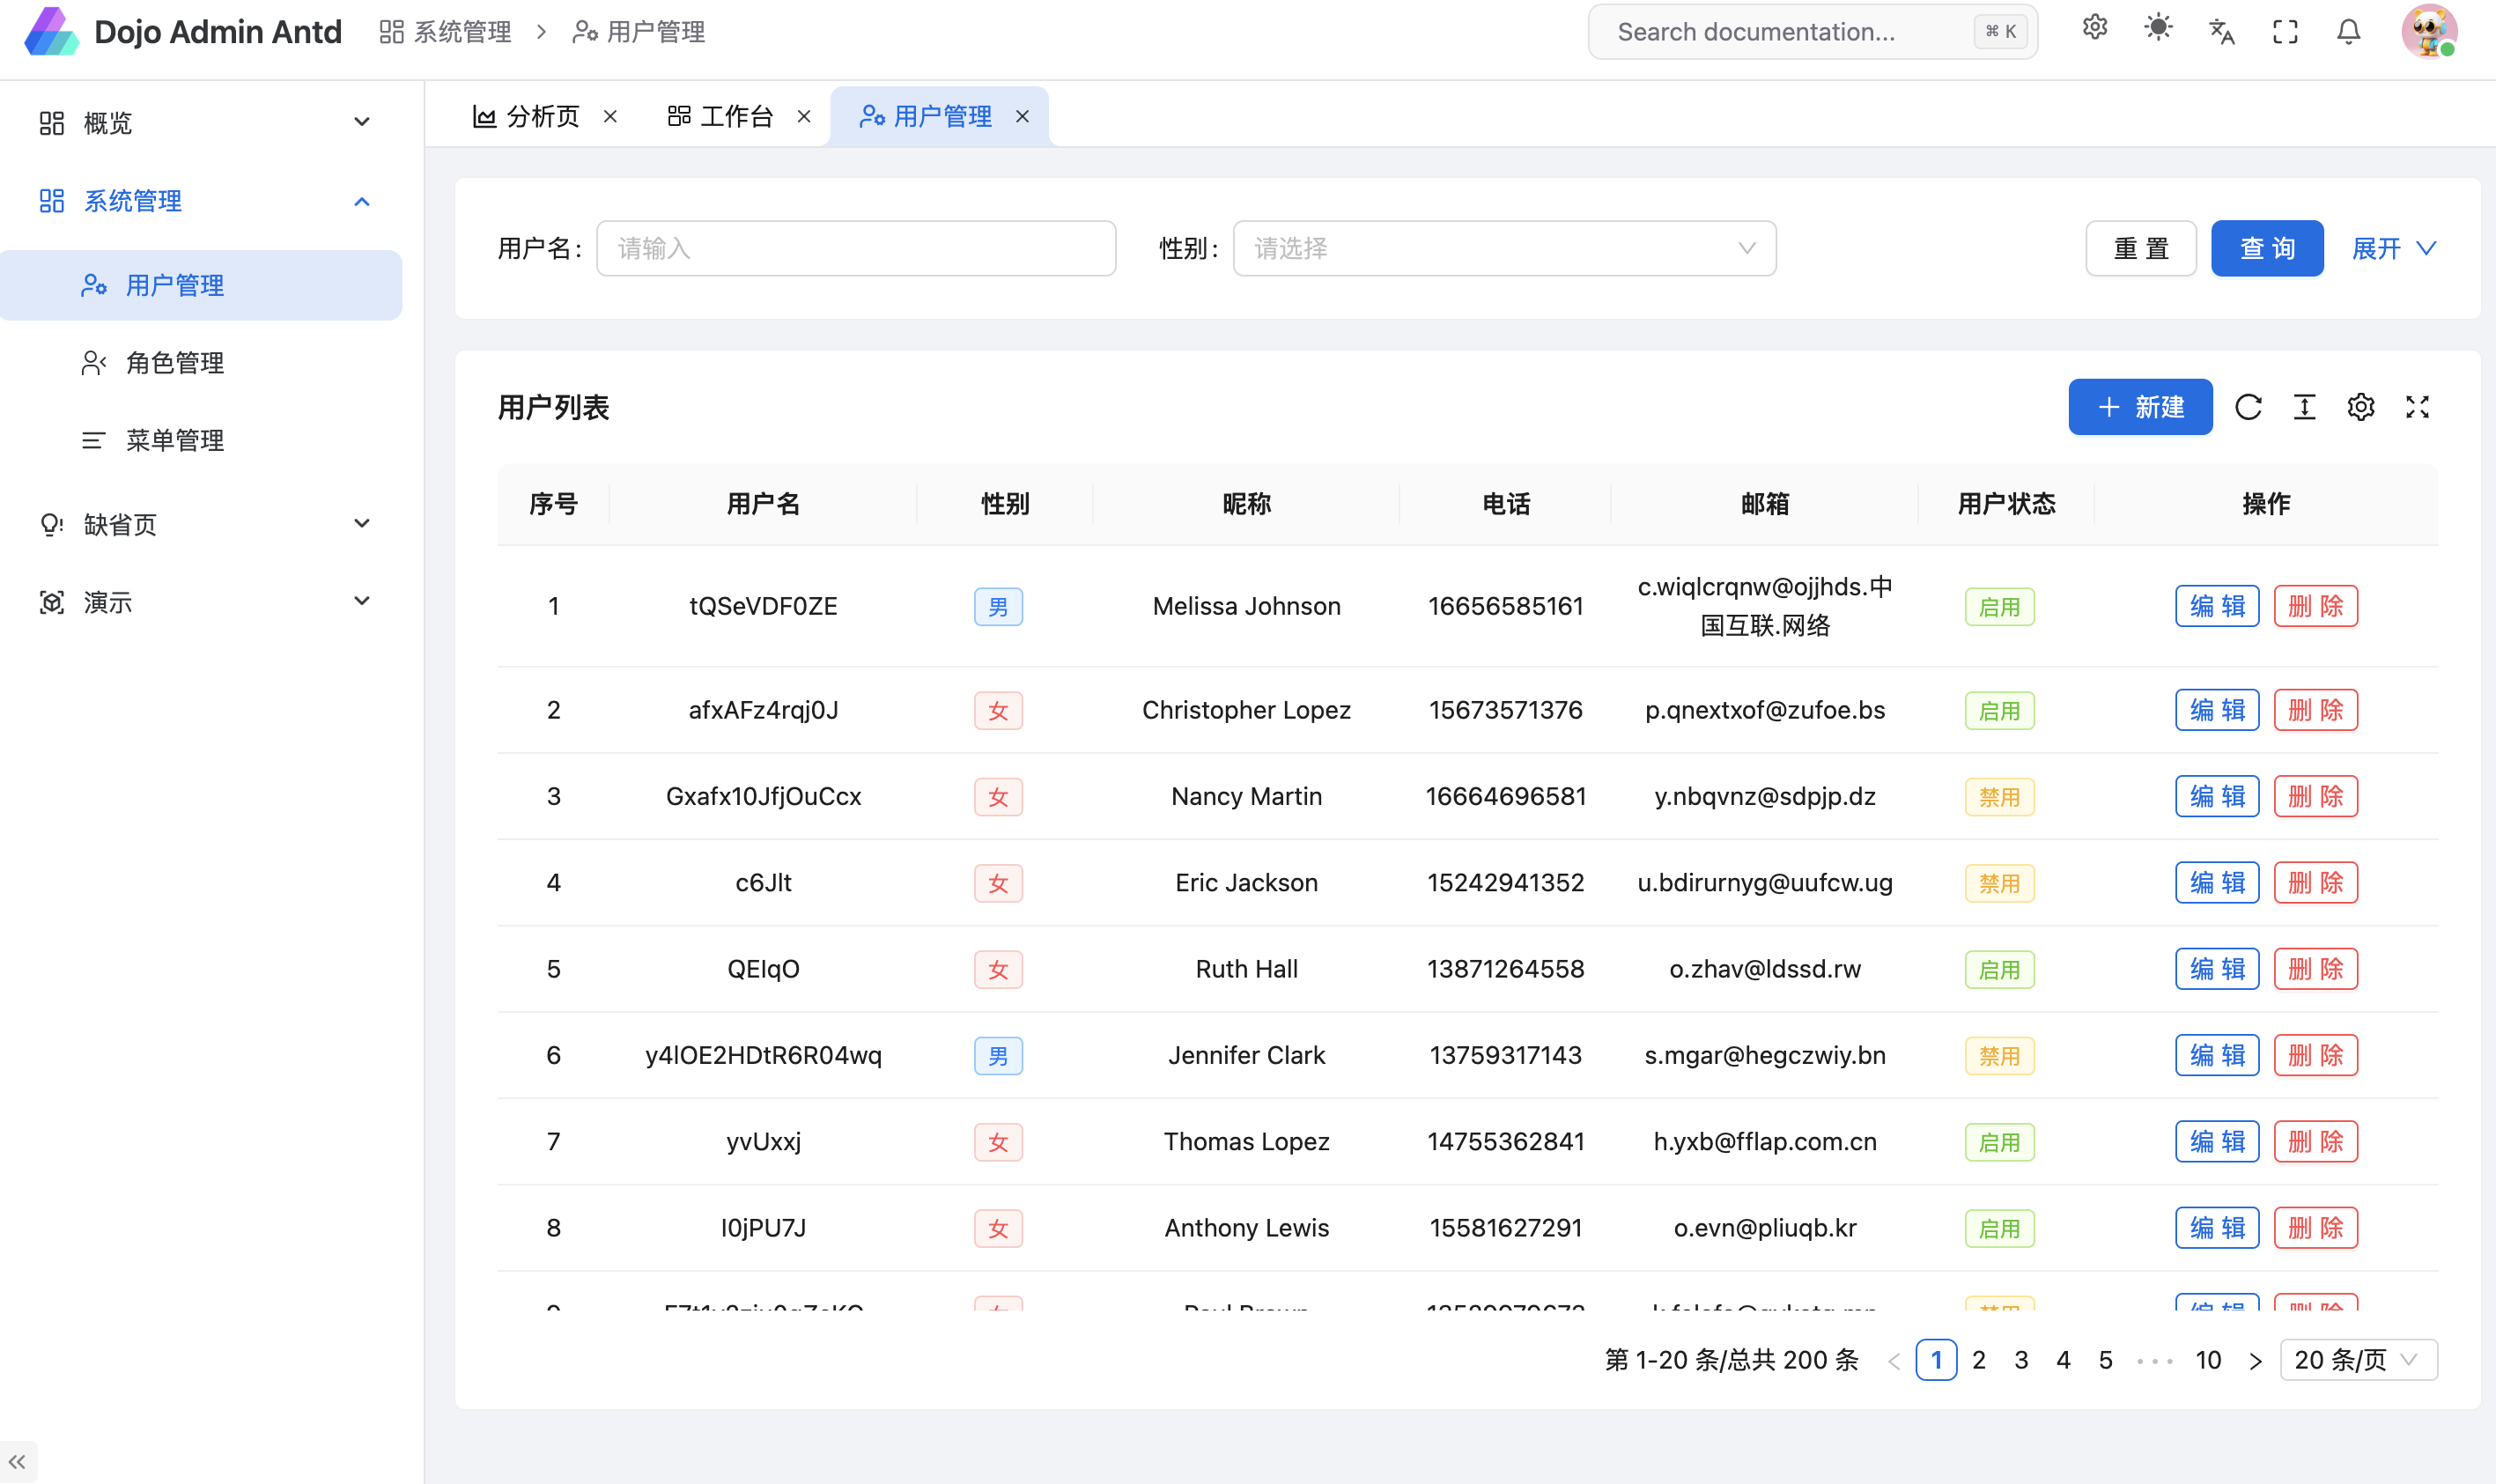 Dojo Admin Antd
系统管理
用户管理
Search documentation...
⌘ K
概览
系统管理
用户管理
角色管理
菜单管理
缺省页
演示
分析页
工作台
用户管理
用户名:
请输入
性别:
请选择
重 置
查 询
展开
用户列表
新建
序号 用户名 性别 昵称 电话 邮箱 用户状态 操作
1 tQSeVDF0ZE 男 Melissa Johnson 16656585161 c.wiqlcrqnw@ojjhds.中
国互联.网络 启用 编 辑 删 除
2 afxAFz4rqj0J 女 Christopher Lopez 15673571376 p.qnextxof@zufoe.bs 启用 编 辑 删 除
3 Gxafx10JfjOuCcx 女 Nancy Martin 16664696581 y.nbqvnz@sdpjp.dz 禁用 编 辑 删 除
4 c6Jlt 女 Eric Jackson 15242941352 u.bdirurnyg@uufcw.ug 禁用 编 辑 删 除
5 女 Ruth Hall 13871264558 o.zhav@ldssd.rw 启用 编 辑 删 除
6 男 Jennifer Clark 13759317143 s.mgar@hegczwiy.bn 禁用 编 辑 删 除
7 yvUxxj 女 Thomas Lopez 14755362841 h.yxb@fflap.com.cn 启用 编 辑 删 除
8 女 Anthony Lewis 15581627291 o.evn@pliuqb.kr 启用 编 辑 删 除
第 1-20 条/总共 200 条
1 2 3 4 5 ••• 10
20 条/页